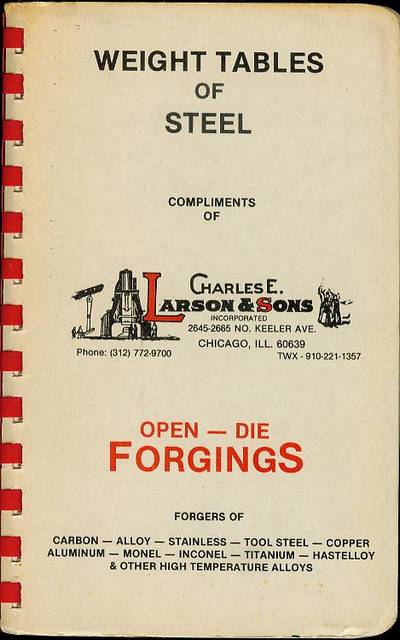 WEIGHT TABLES
OF
STEEL
COMPLIMENTS
OF
CHARLES E.
LARSON & SONS
INCORPORATED
2645-2665 NO. KEELER AVE.
CHICAGO, ILL. 60639
Phone: (312) 772-9700 TWX - 910-221-1357
OPEN — DIE
FORGINGS
FORGERS OF
CARBON — ALLOY — STAINLESS — TOOL STEEL — COPPER
ALUMINUM — MONEL — INCONEL — TITANIUM — HASTELLOY
& OTHER HIGH TEMPERATURE ALLOYS